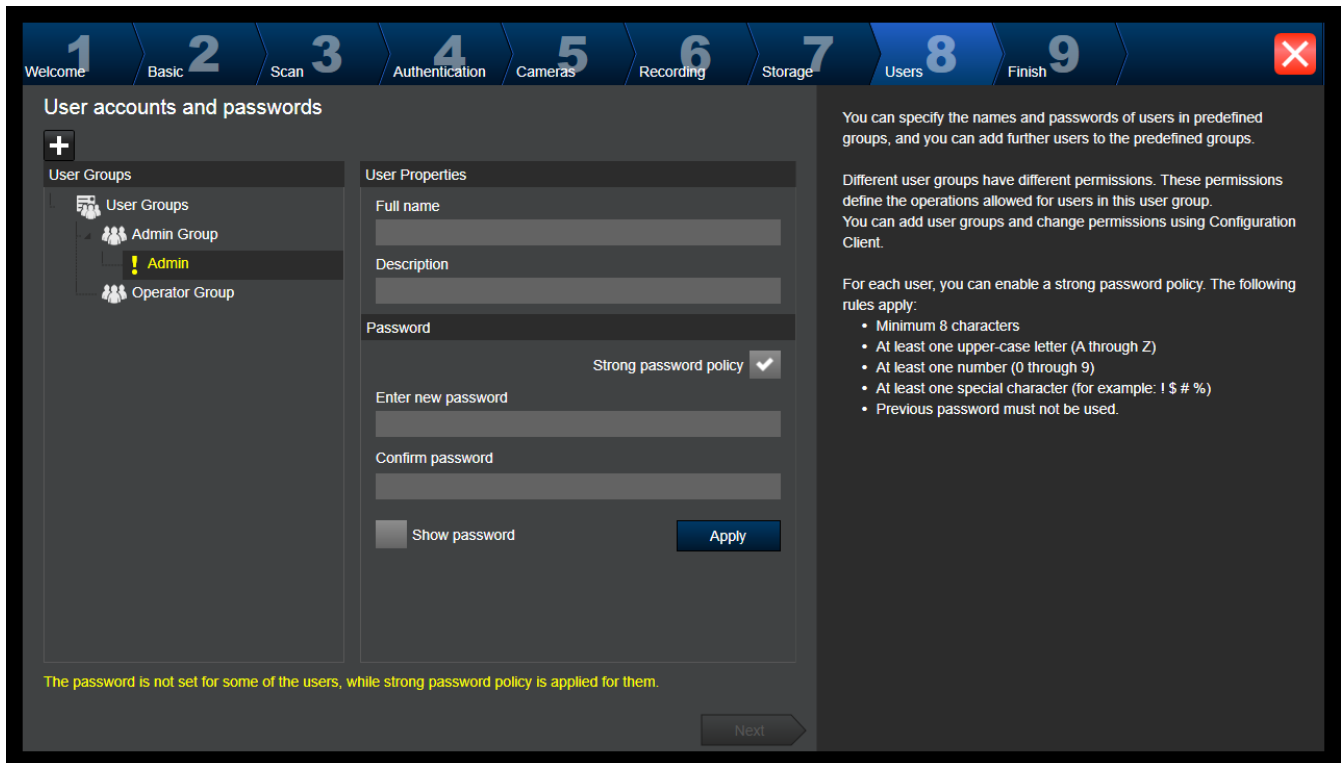 1 Welcome
2 Basic
3 Scan
4 Authentication
5 Cameras
6 Recording
7 Storage
8 Users
9 Finish
User accounts and passwords
User Groups
User Groups
Admin Group
! Admin
Operator Group
User Properties
Full name
Description
Password
Strong password policy
Enter new password
Confirm password
Show password
Apply
The password is not set for some of the users, while strong password policy is applied for them.
Next
You can specify the names and passwords of users in predefined
groups, and you can add further users to the predefined groups.
Different user groups have different permissions. These permissions
define the operations allowed for users in this user group.
You can add user groups and change permissions using Configuration
Client.
For each user, you can enable a strong password policy. The following
rules apply:
• Minimum 8 characters
• At least one upper-case letter (A through Z)
• At least one number (0 through 9)
• At least one special character (for example: ! $ # %)
• Previous password must not be used.